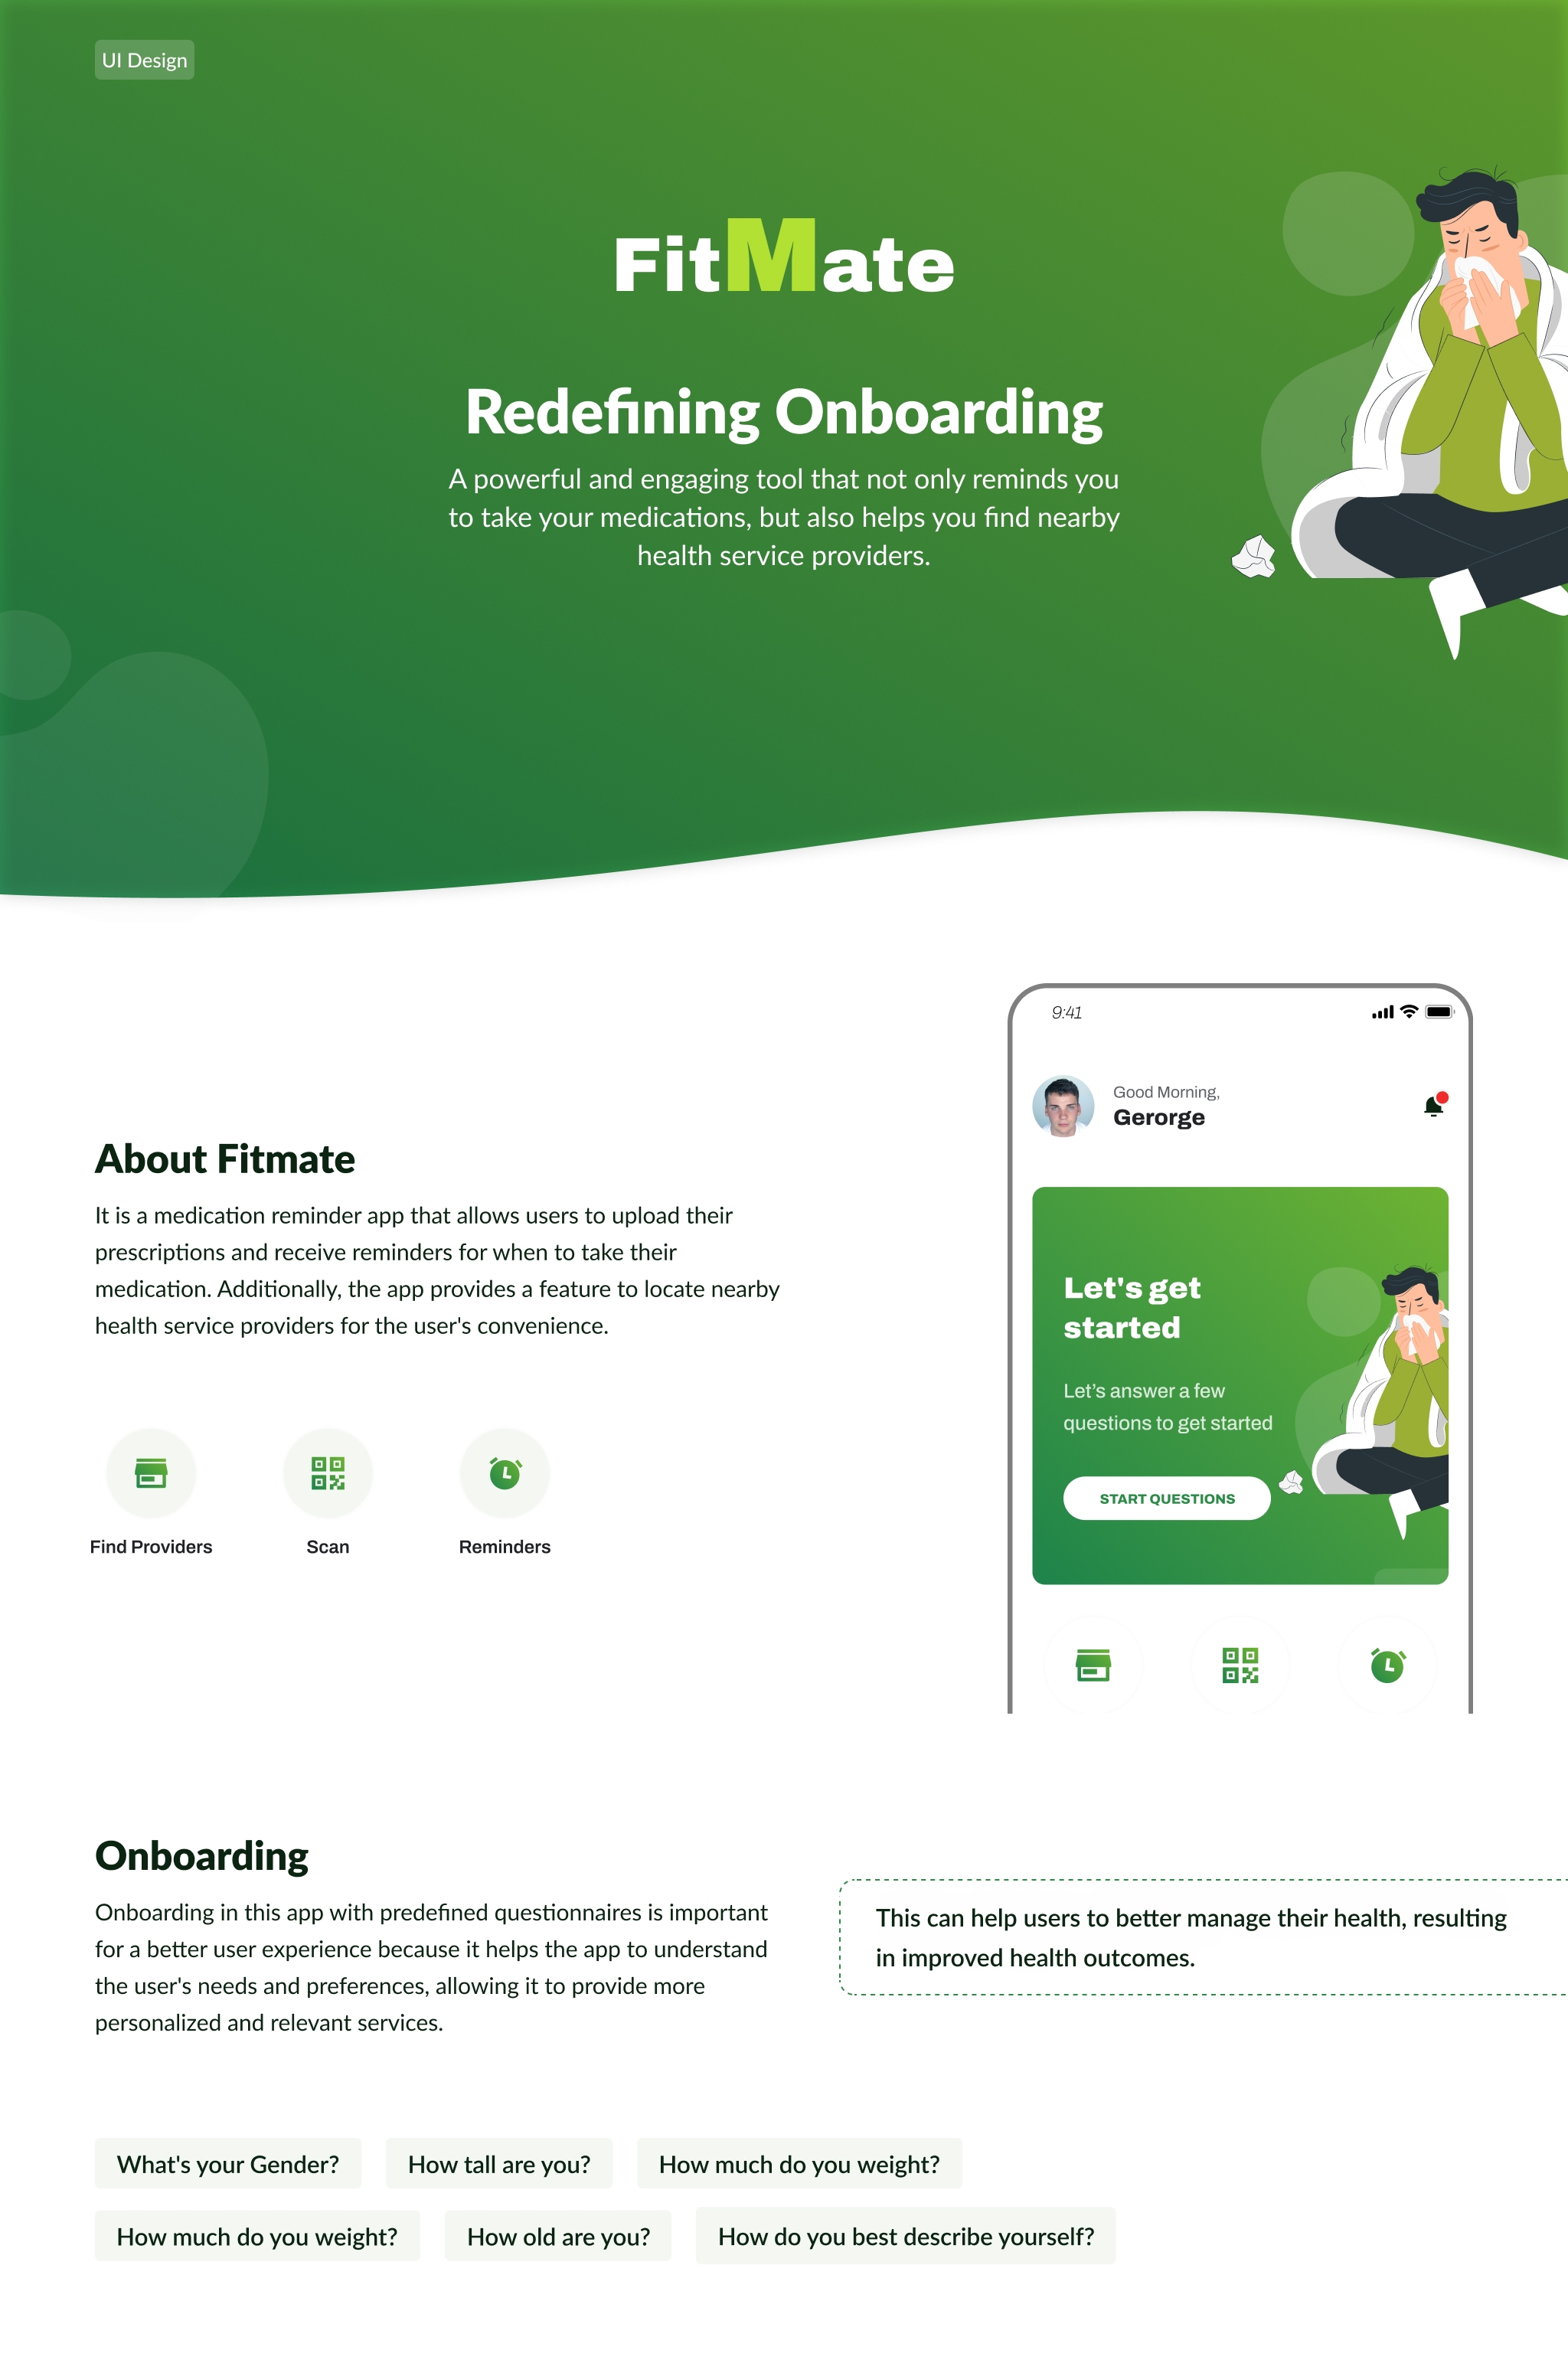 UI Design
FitMate
Redefining Onboarding
A powerful and engaging tool that not only reminds you
to take your medications, but also helps you find nearby
health service providers.
9:41
Good Morning,
Gerorge
About Fitmate
It is a medication reminder app that allows users to upload their
prescriptions and receive reminders for when to take their
medication. Additionally, the app provides a feature to locate nearby
health service providers for the user's convenience.
Let's get
started
Let’s answer a few
questions to get started
START QUESTIONS
Find Providers
Scan
Reminders
Onboarding
Onboarding in this app with predefined questionnaires is important
for a better user experience because it helps the app to understand
the user's needs and preferences, allowing it to provide more
personalized and relevant services.
This can help users to better manage their health, resulting
in improved health outcomes.
What's your Gender?
How tall are you?
How much do you weight?
How much do you weight?
How old are you?
How do you best describe yourself?